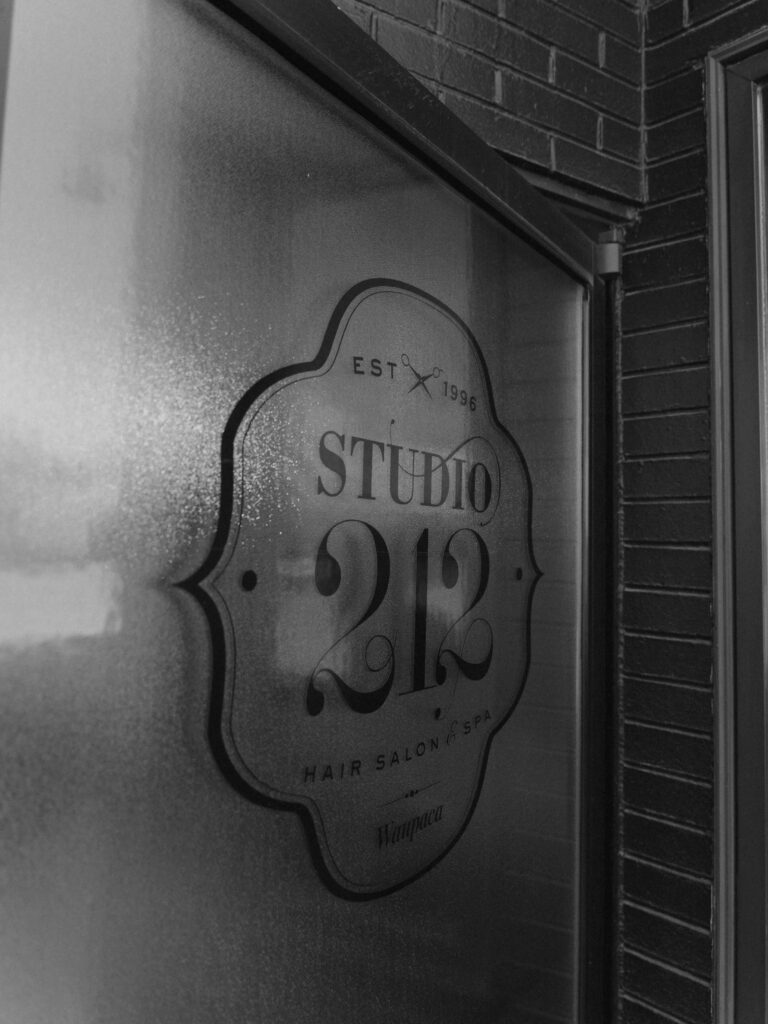 EST 1996
STUDIO
212
HAIR SALON & SPA
Waupaca